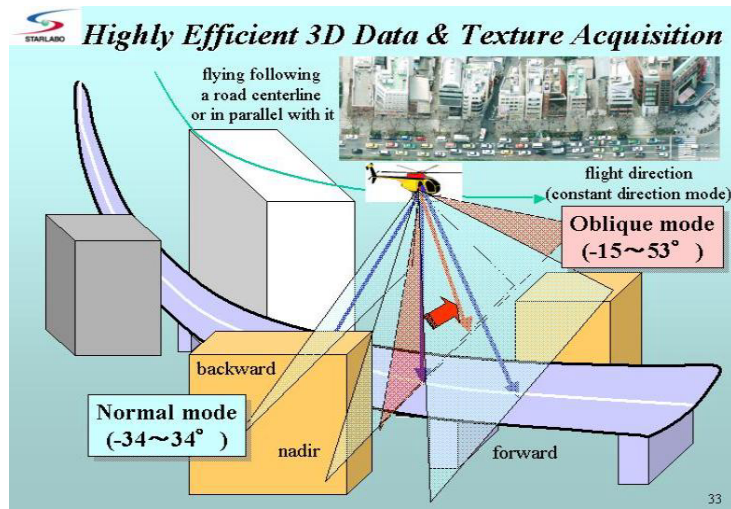 STARLABO
Highly Efficient 3D Data & Texture Acquisition
flying following
a road centerline
or in parallel with it
flight direction
(constant direction mode)
Oblique mode
(-15～53°)
backward
Normal mode
(-34～34°)
nadir
forward
33